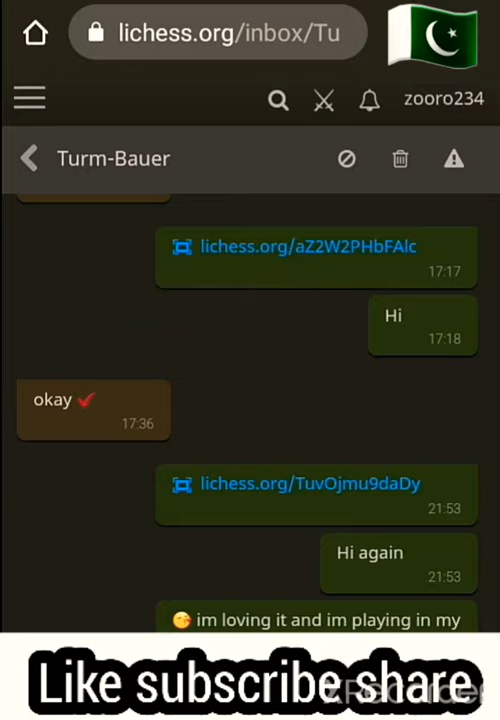 lichess.org/inbox/Tu
zooro234
Turm-Bauer
lichess.org/aZ2W2PHbFAlc
17:17
Hi
17:18
okay
17:36
lichess.org/TuvOjmu9daDy
21:53
Hi again
21:53
im loving it and im playing in my
Like subscribe share
XRecorder